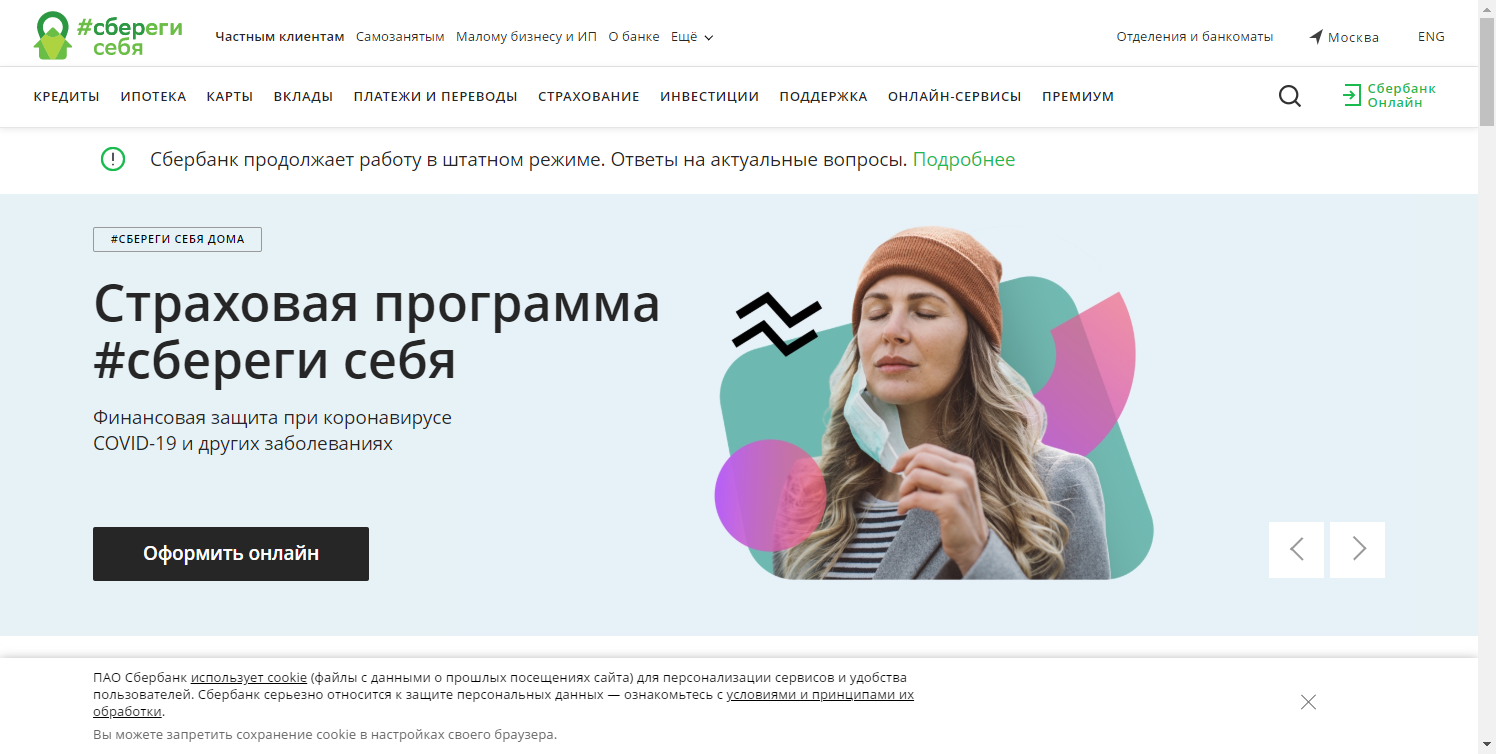 #сбереги
себя
Частным клиентам Самозанятым Малому бизнесу и ИП О банке Ещё
Отделения и банкоматы Москва ENG
КРЕДИТЫ ИПОТЕКА КАРТЫ ВКЛАДЫ ПЛАТЕЖИ И ПЕРЕВОДЫ СТРАХОВАНИЕ ИНВЕСТИЦИИ ПОДДЕРЖКА ОНЛАЙН-СЕРВИСЫ ПРЕМИУМ
Сбербанк
Онлайн
Сбербанк продолжает работу в штатном режиме. Ответы на актуальные вопросы. Подробнее
#СБЕРЕГИ СЕБЯ ДОМА
Страховая программа
#сбереги себя
Финансовая защита при коронавирусе
COVID-19 и других заболеваниях
Оформить онлайн
ПАО Сбербанк использует cookie (файлы с данными о прошлых посещениях сайта) для персонализации сервисов и удобства
пользователей. Сбербанк серьезно относится к защите персональных данных — ознакомьтесь с условиями и принципами их
обработки.
Вы можете запретить сохранение cookie в настройках своего браузера.